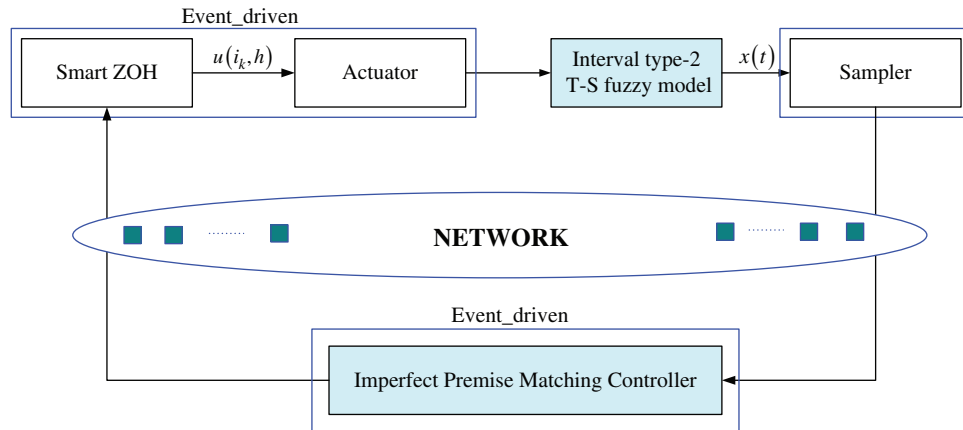 Event_driven
Smart ZOH
u(i_k,h)
Actuator
Interval type-2
T-S fuzzy model
x(t)
Sampler
.........
NETWORK
........
Event_driven
Imperfect Premise Matching Controller